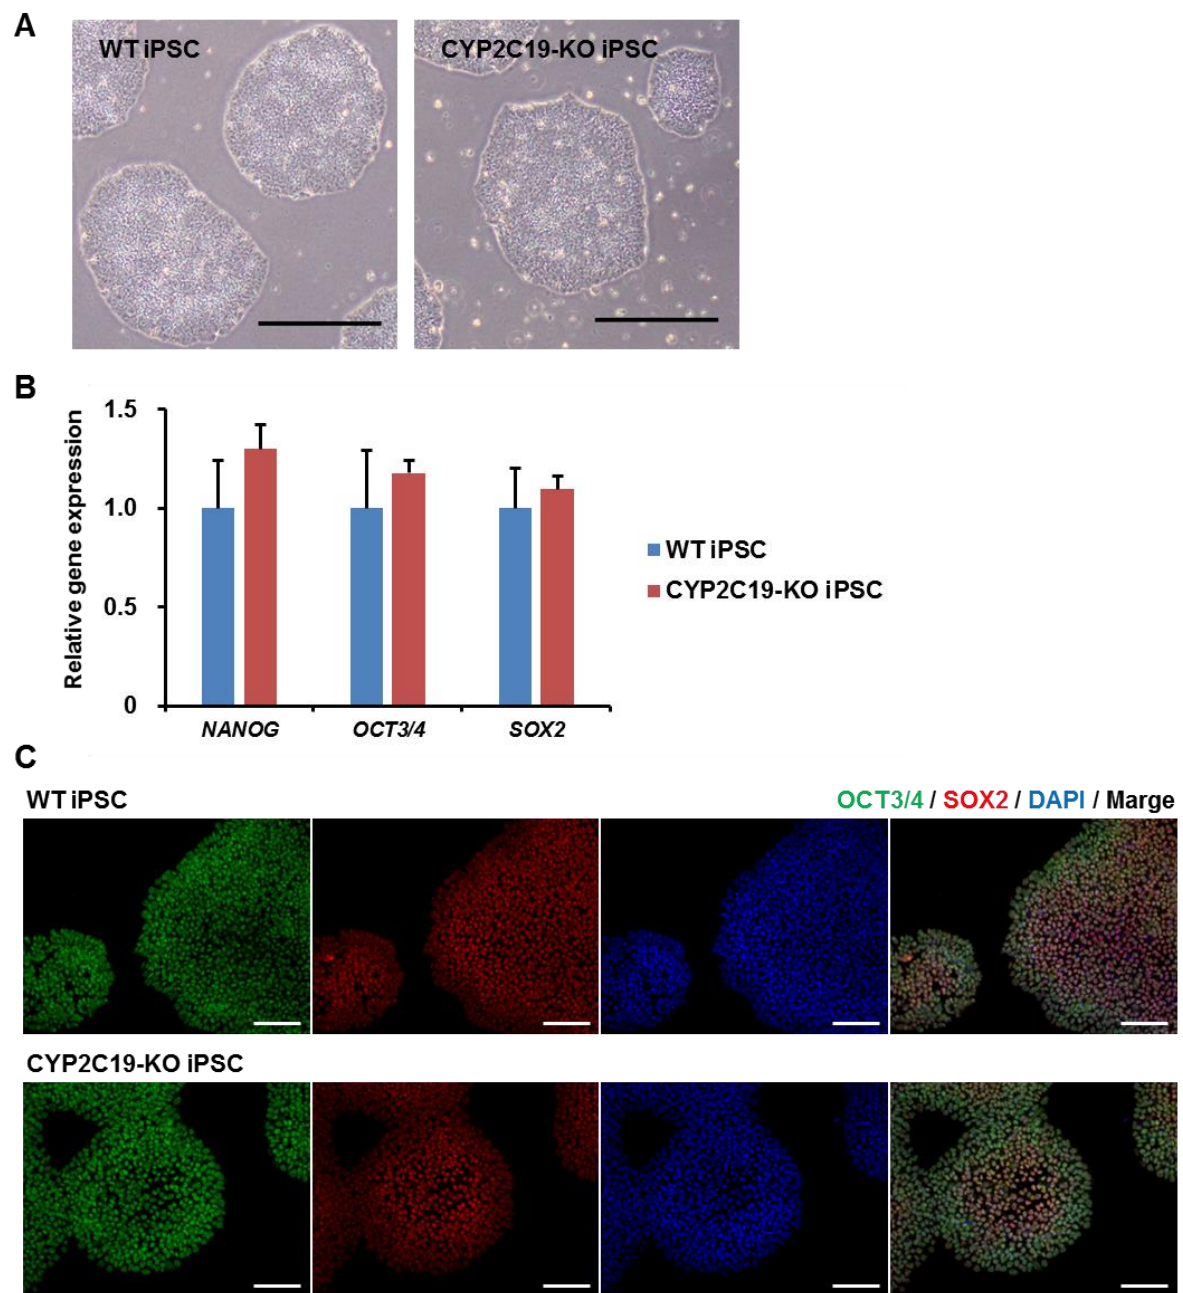 A
WT iPSC
CYP2C19-KO iPSC
B
Relative gene expression
1.5
1.0
0.5
0
NANOG
OCT3/4
SOX2
WT iPSC
CYP2C19-KO iPSC
C
WT iPSC
OCT3/4 / SOX2 / DAPI / Marge
CYP2C19-KO iPSC